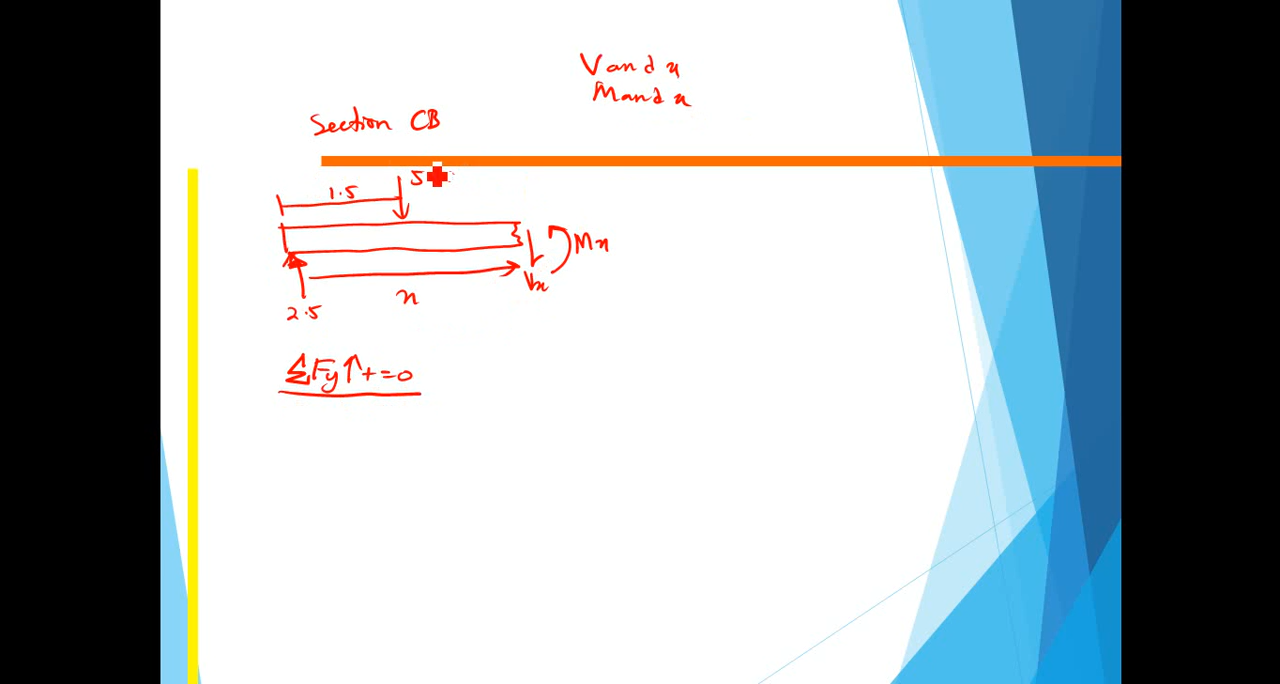 V and x
M and x
Section CB
1.5
5
Mx
Vx
x
2.5
ΣFy↑+=0